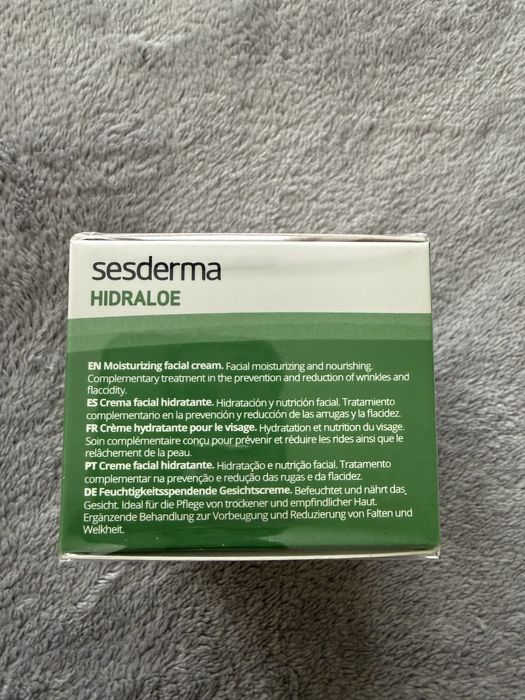 sesderma
HIDRALOE
EN Moisturizing facial cream. Facial moisturizing and nourishing.
Complementary treatment in the prevention and reduction of wrinkles and
flaccidity.
ES Crema facial hidratante. Hidratación y nutrición facial. Tratamiento
complementario en la prevención y reducción de las arrugas y la flacidez.
FR Crème hydratante pour le visage. Hydratation et nutrition du visage.
Soin complémentaire conçu pour prévenir et réduire les rides ainsi que le
relâchement de la peau.
PT Creme facial hidratante. Hidratação e nutrição facial. Tratamento
complementar na prevenção e redução das rugas e da flacidez.
DE Feuchtigkeitsspendende Gesichtscreme. Befeuchtet und nährt das
Gesicht. Ideal für die Pflege von trockener und empfindlicher Haut.
Ergänzende Behandlung zur Vorbeugung und Reduzierung von Falten und
Welkheit.